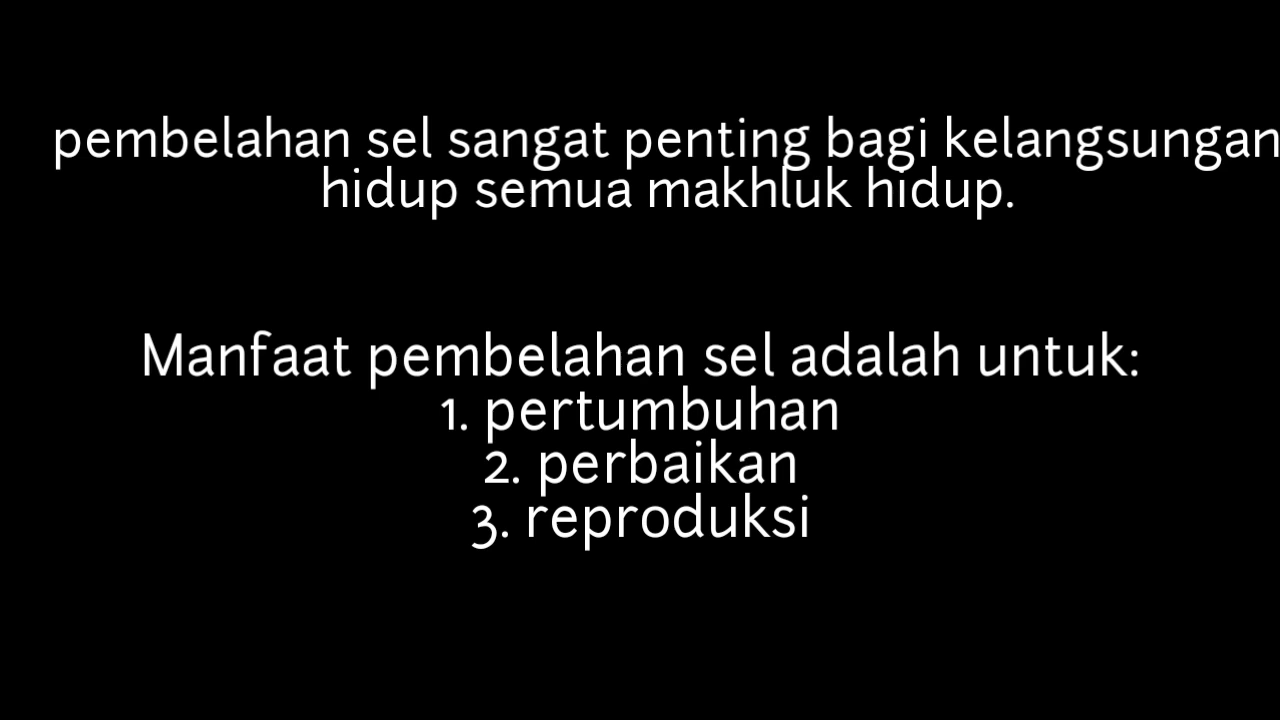 pembelahan sel sangat penting bagi kelangsungan
hidup semua makhluk hidup.
Manfaat pembelahan sel adalah untuk:
1. pertumbuhan
2. perbaikan
3. reproduksi